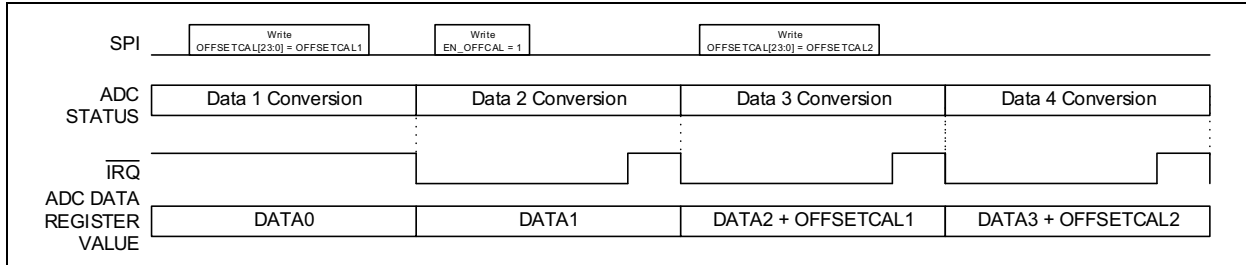 SPI
Write
OFFSETCAL[23:0] = OFFSETCAL1
Write
EN_OFFCAL = 1
Write
OFFSETCAL[23:0] = OFFSETCAL2
ADC
STATUS
Data 1 Conversion
Data 2 Conversion
Data 3 Conversion
Data 4 Conversion
IRQ
ADC DATA
REGISTER
VALUE
DATA0
DATA1
DATA2 + OFFSETCAL1
DATA3 + OFFSETCAL2